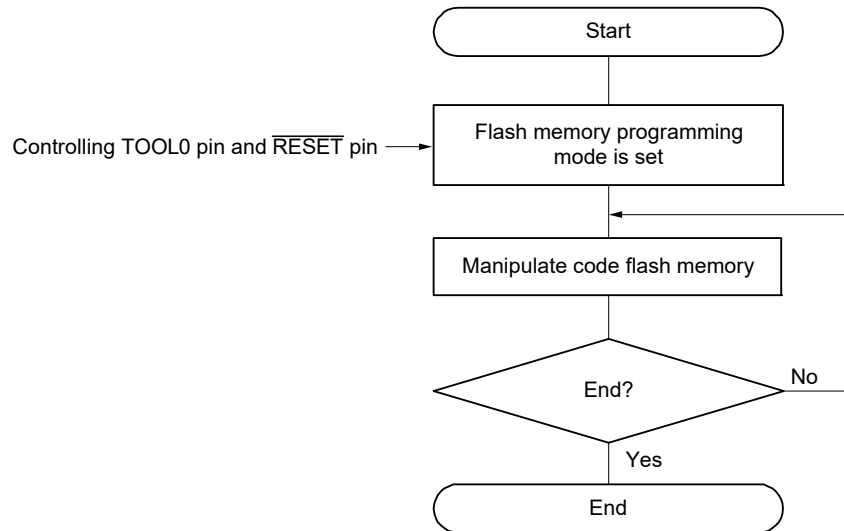 Start
Controlling TOOL0 pin and R̅E̅S̅E̅T̅ pin
Flash memory programming
mode is set
Manipulate code flash memory
End?
No
Yes
End